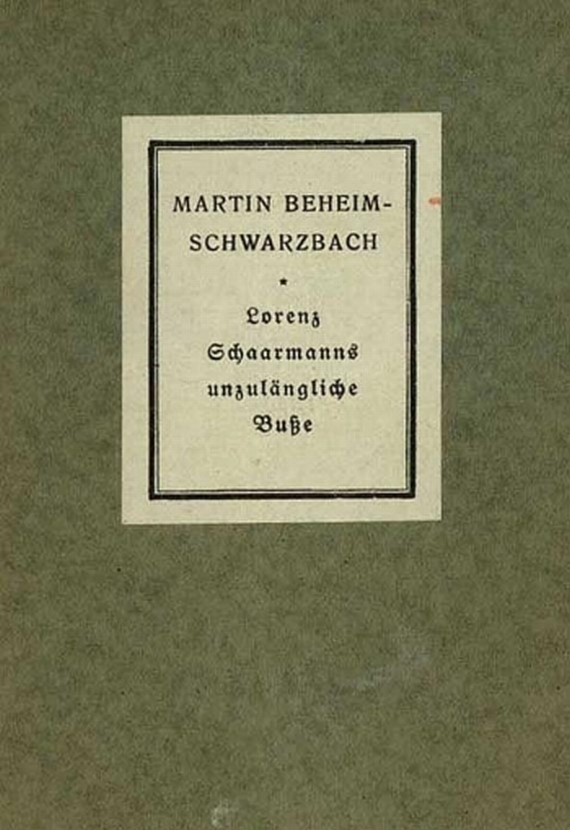 MARTIN BEHEIM-
SCHWARZBACH
*
Lorenz
Schaarmanns
unzulängliche
Buße